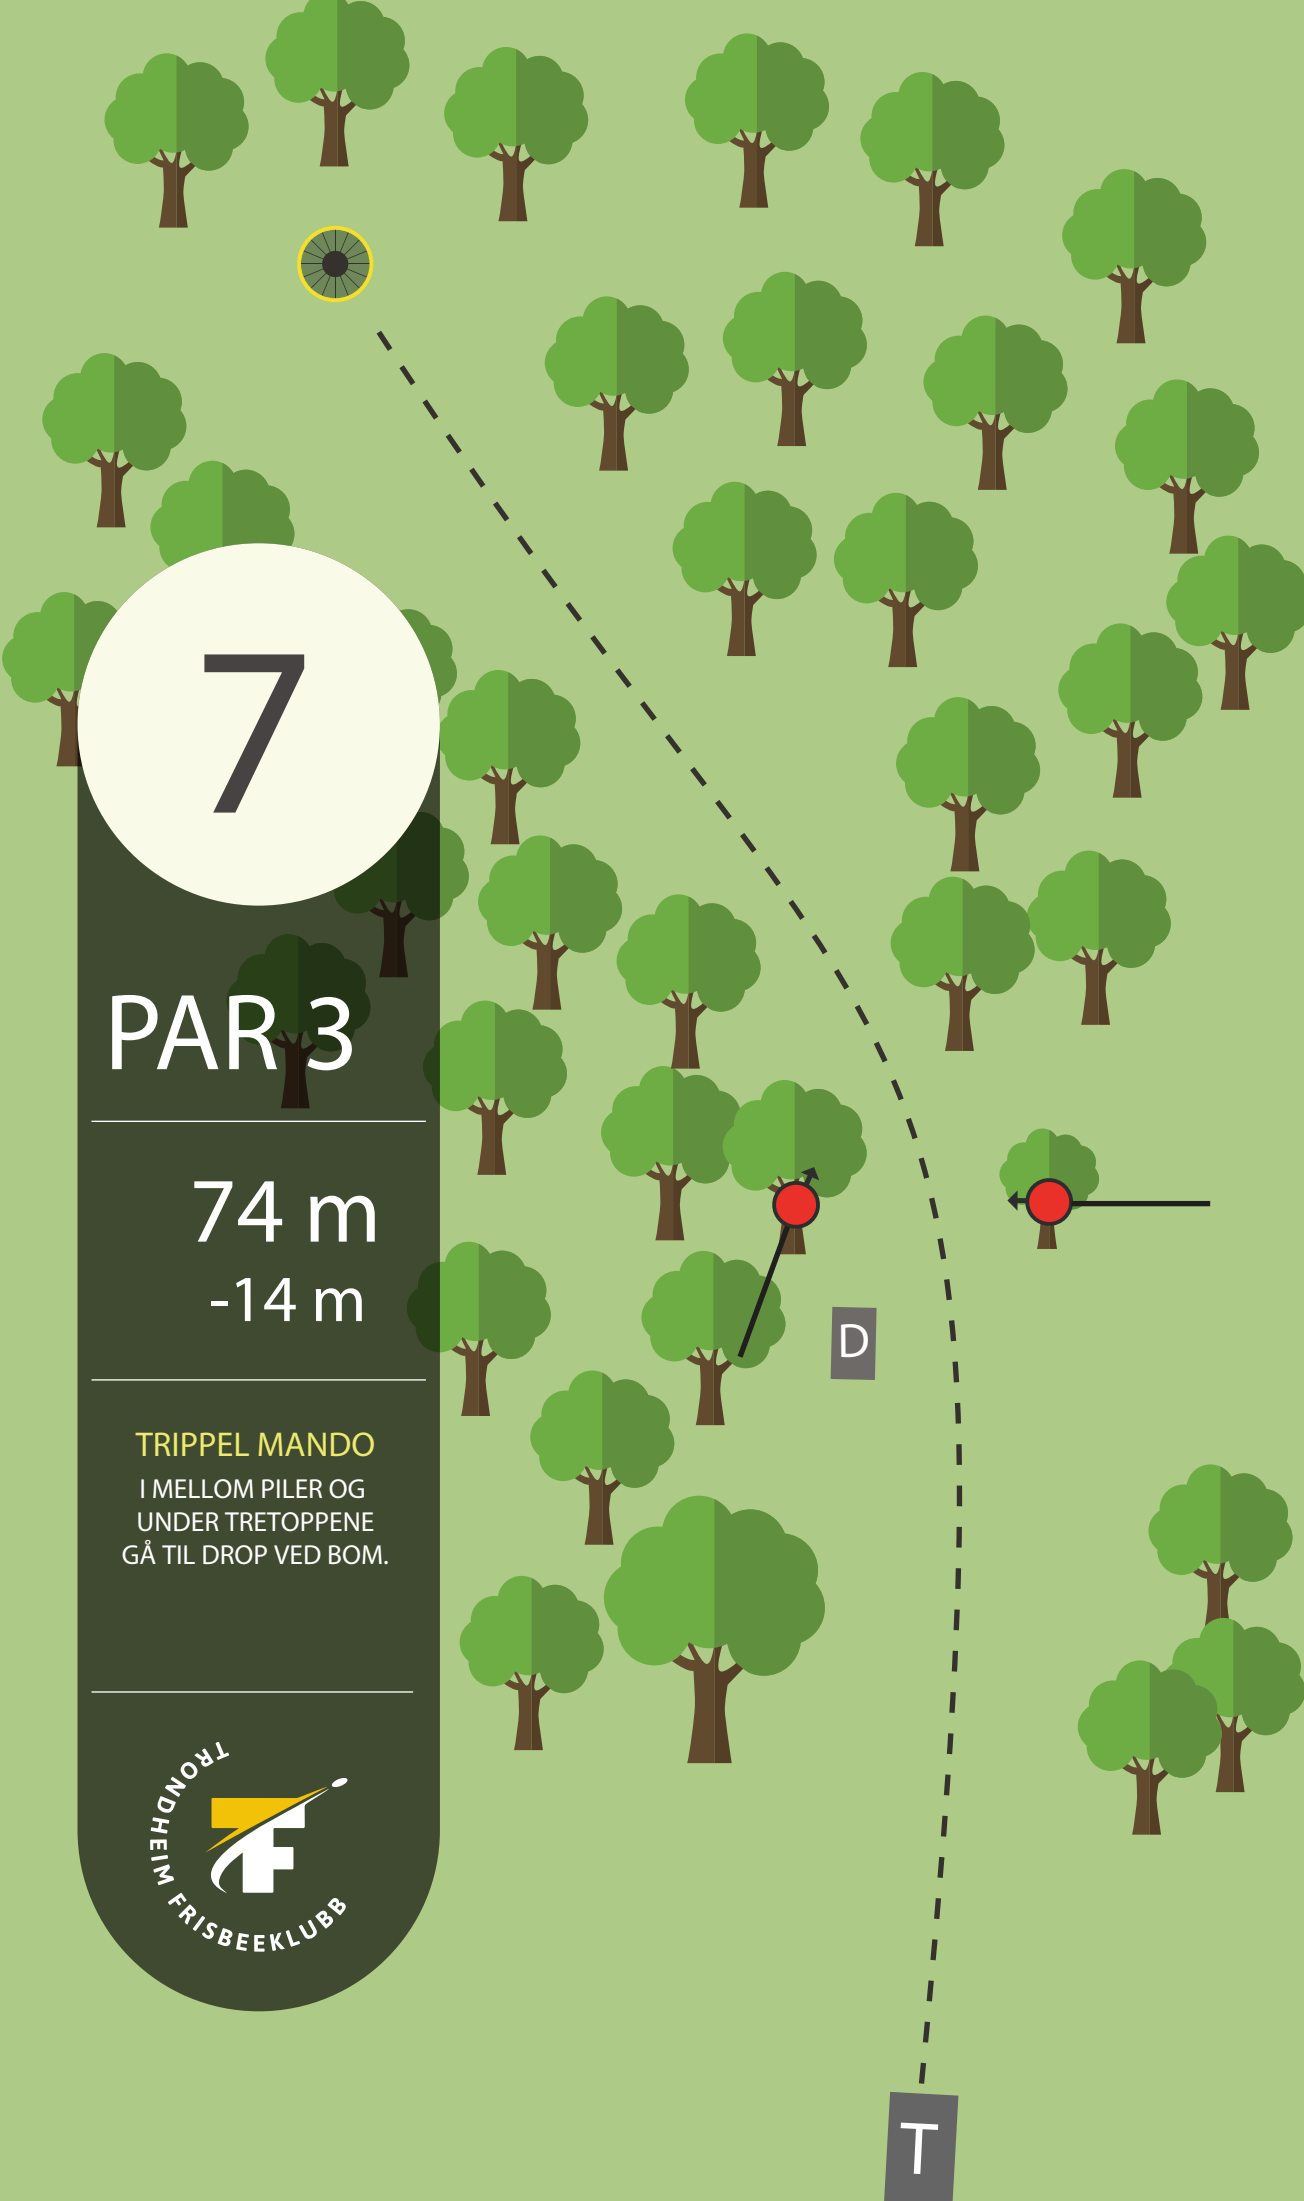 7
PAR 3
74 m
-14 m
TRIPPEL MANDO
I MELLOM PILER OG
UNDER TRETOPPENE
GÅ TIL DROP VED BOM.
TRONDHEIM FRISBEEKLUBB
TF
D
T